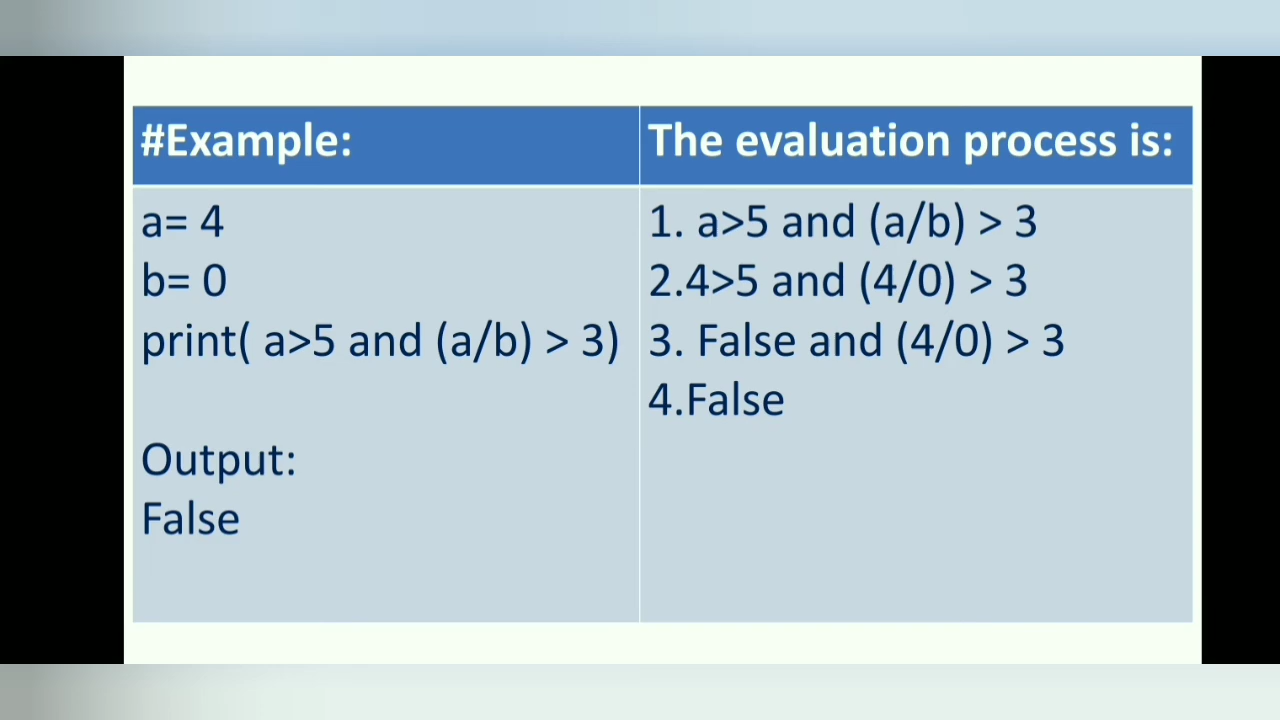 #Example:
a= 4
b= 0
print( a>5 and (a/b) > 3)
Output:
False
The evaluation process is:
1. a>5 and (a/b) > 3
2.4>5 and (4/0) > 3
3. False and (4/0) > 3
4.False